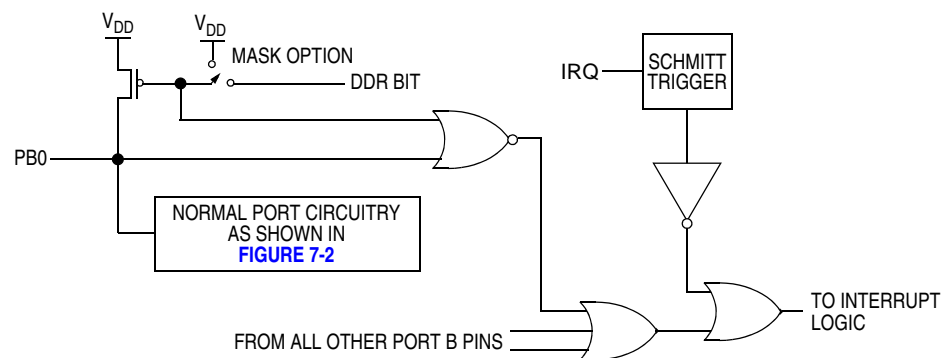 VDD
VDD
MASK OPTION
DDR BIT
IRQ
SCHMITT
TRIGGER
PB0
NORMAL PORT CIRCUITRY
AS SHOWN IN
FIGURE 7-2
TO INTERRUPT
LOGIC
FROM ALL OTHER PORT B PINS